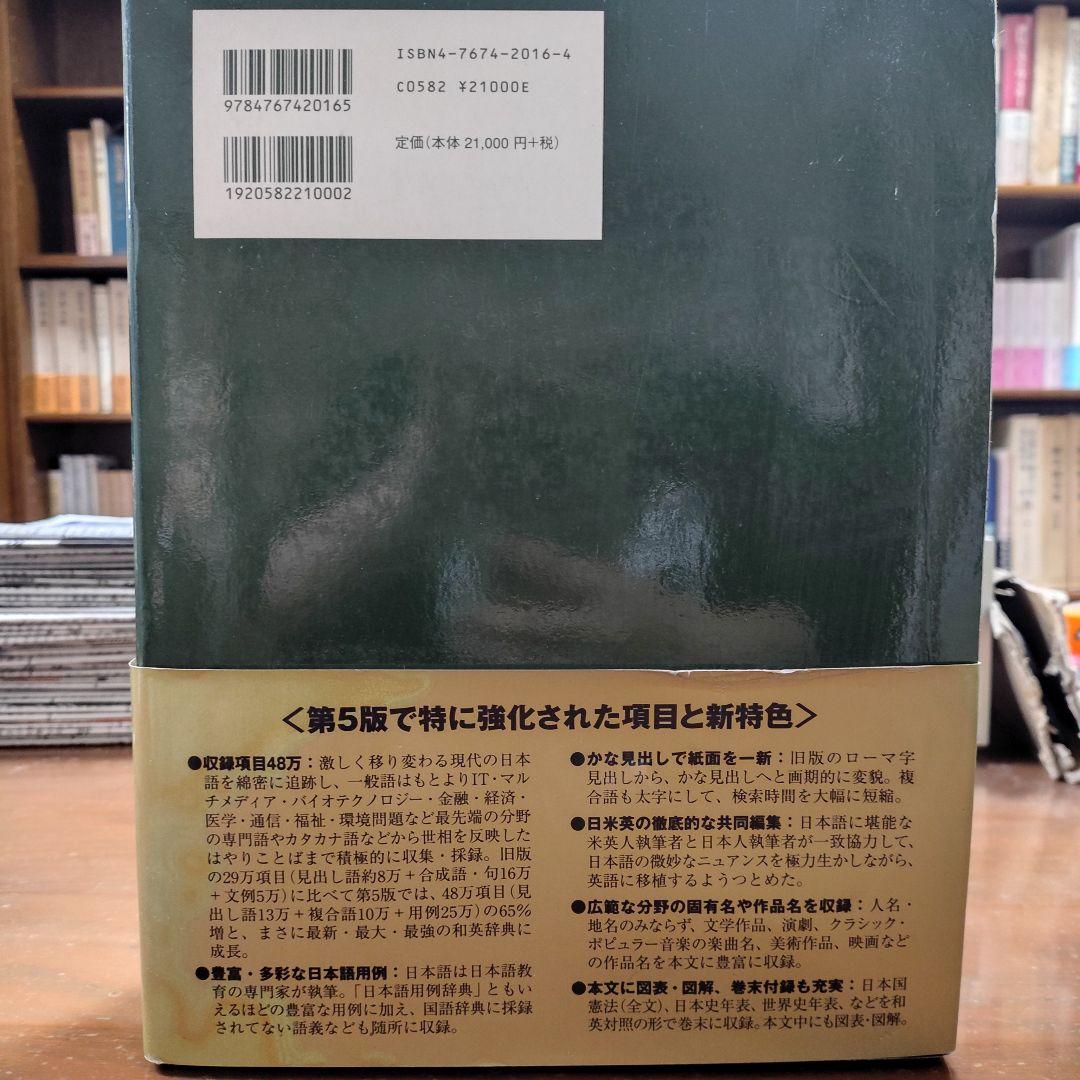 ISBN4-7674-2016-4
C0582 ¥21000E
9784767420165
定価(本体 21,000 円+税)
1920582210002
〈第5版で特に強化された項目と新特色〉
●収録項目48万：激しく移り変わる現代の日本
語を綿密に追跡し、一般語はもとよりIT・マル
チメディア・バイオテクノロジー・金融・経済・
医学・通信・福祉・環境問題など最先端の分野
の専門語やカタカナ語などから世相を反映した
はやりことばまで積極的に収集・採録。旧版
の29万項目(見出し語約8万＋合成語・句16万
＋文例5万)に比べて第5版では、48万項目(見
出し語13万＋複合語10万＋用例25万)の65%
増と、まさに最新・最大・最強の和英辞典に
成長。
●豊富・多彩な日本語用例：日本語は日本語教
育の専門家が執筆。「日本語用例辞典」ともい
えるほどの豊富な用例に加え、国語辞典に採録
されてない語義なども随所に収録。
●かな見出しで紙面を一新：旧版のローマ字
見出しから、かな見出しへと画期的に変貌。複
合語も太字にして、検索時間を大幅に短縮。
●日米英の徹底的な共同編集：日本語に堪能な
米英人執筆者と日本人執筆者が一致協力して、
日本語の微妙なニュアンスを極力生かしながら、
英語に移植するようつとめた。
●広範な分野の固有名や作品名を収録：人名・
地名のみならず、文学作品、演劇、クラシック・
ポピュラー音楽の楽曲名、美術作品、映画など
の作品名を本文に豊富に収録。
●本文に図表・図解、巻末付録も充実：日本国
憲法(全文)、日本史年表、世界史年表、などを和
英対照の形で巻末に収録。本文中にも図表・図解。